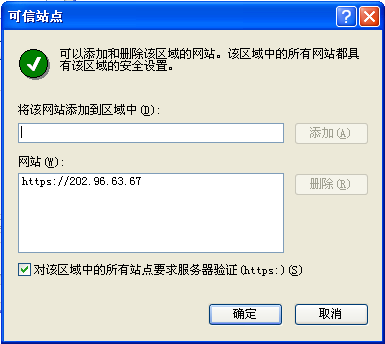 可信站点
可以添加和删除该区域的网站。该区域中的所有网站都具
有该区域的安全设置。
将该网站添加到区域中(D):
添加(A)
网站(W):
https://202.96.63.67
删除(R)
对该区域中的所有站点要求服务器验证(https:)(S)
确定
取消